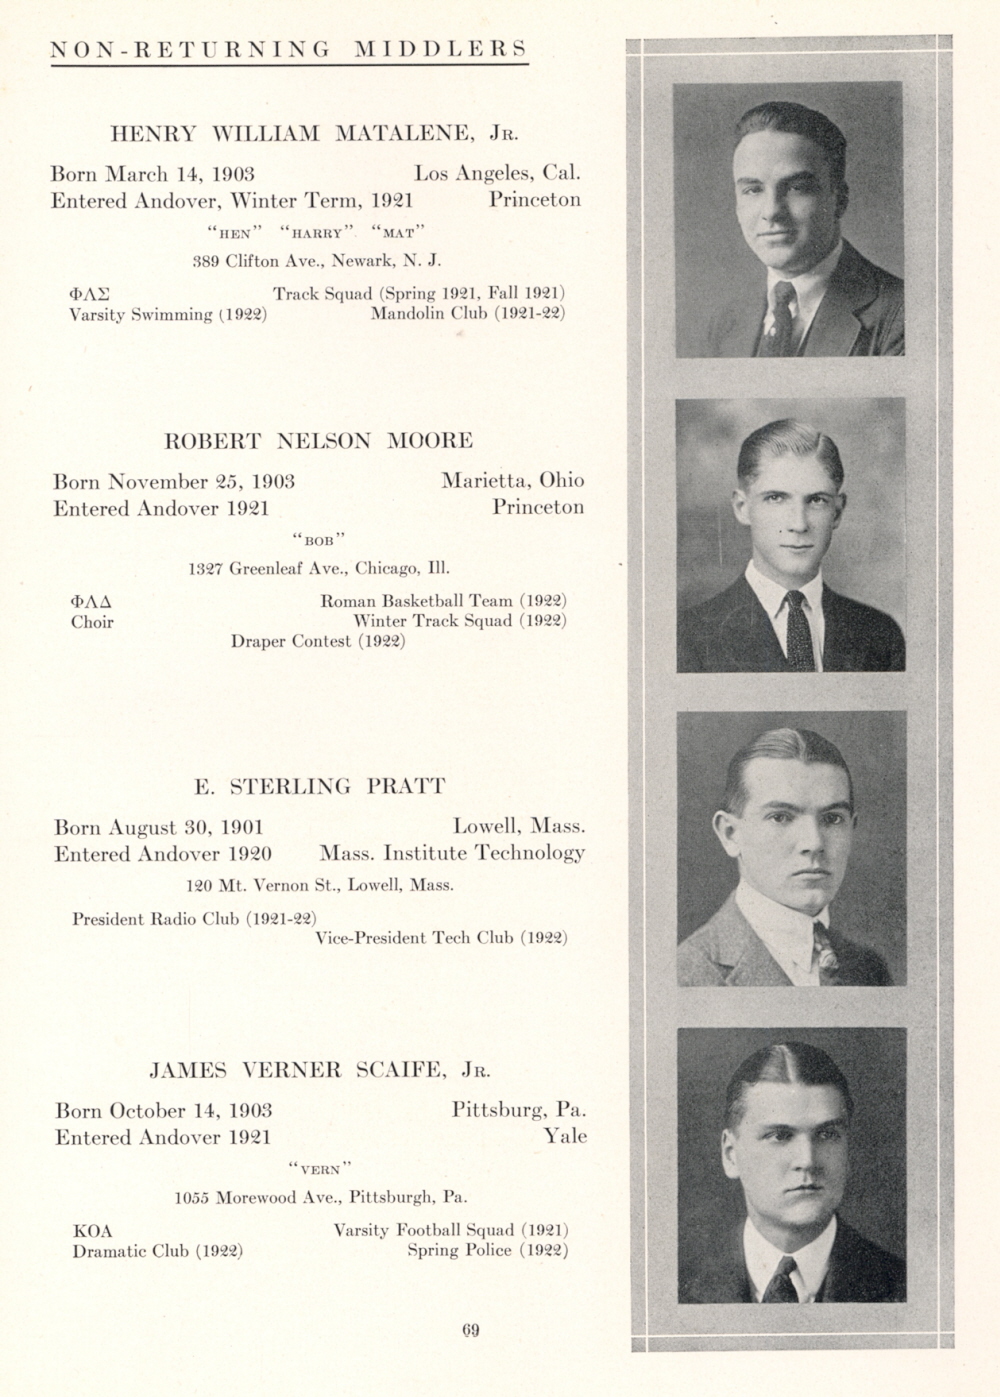 NON-RETURNING MIDDLERS
HENRY WILLIAM MATALENE, JR.
Born March 14, 1903 Los Angeles, Cal.
Entered Andover, Winter Term, 1921 Princeton
"HEN" "HARRY" "MAT"
389 Clifton Ave., Newark, N. J.
ΦΛΣ Track Squad (Spring 1921, Fall 1921)
Varsity Swimming (1922) Mandolin Club (1921-22)
ROBERT NELSON MOORE
Born November 25, 1903 Marietta, Ohio
Entered Andover 1921 Princeton
"BOB"
1327 Greenleaf Ave., Chicago, Ill.
ΦΛΔ Roman Basketball Team (1922)
Choir Winter Track Squad (1922)
Draper Contest (1922)
E. STERLING PRATT
Born August 30, 1901 Lowell, Mass.
Entered Andover 1920 Mass. Institute Technology
120 Mt. Vernon St., Lowell, Mass.
President Radio Club (1921-22)
Vice-President Tech Club (1922)
JAMES VERNER SCAIFE, JR.
Born October 14, 1903 Pittsburg, Pa.
Entered Andover 1921 Yale
"VERN"
1055 Morewood Ave., Pittsburgh, Pa.
KOA Varsity Football Squad (1921)
Dramatic Club (1922) Spring Police (1922)
69